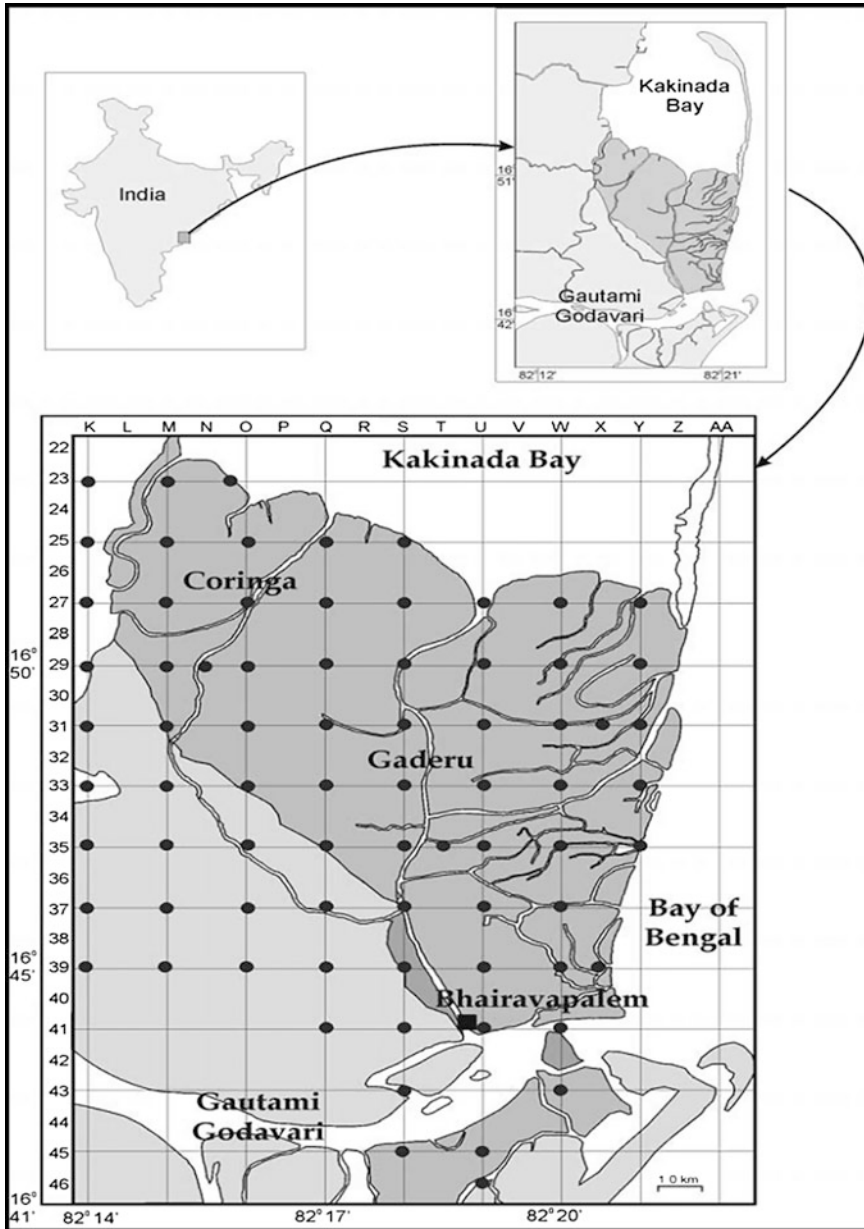 India
Kakinada
Bay
16°
51'
Gautami
Godavari
16°
42'
82°12'
82°21'
K L M N O P Q R S T U V W X Y Z AA
22
23
24
25
26
27
28
29
30
31
32
33
34
35
36
37
38
39
40
41
42
43
44
45
46
16°
50'
16°
45'
16°
41'
Kakinada Bay
Coringa
Gaderu
Bay of
Bengal
Bhairavapalem
Gautami
Godavari
1 0 km
82°14'
82°17'
82°20'